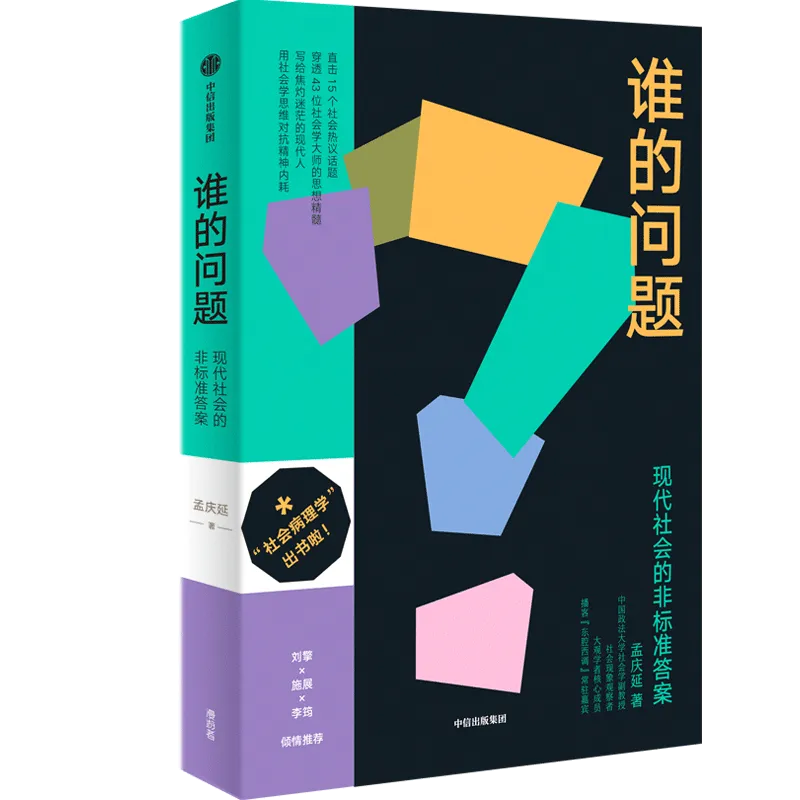 中信出版集团
谁的问题
现代社会的
非标准答案
孟庆延
著
直击15个社会热议话题
穿透43位社会学大师的思想精髓
写给焦灼迷茫的现代人
用社会学思维对抗精神内耗
*
“社会病理学”
出书啦！
刘擎
×
施展
×
李筠
倾情推荐
谁的问题
现代社会的非标准答案
孟庆延 著
中国政法大学社会学副教授
社会现象观察者
大观学者核心成员
播客『东腔西调』常驻嘉宾
中信出版集团